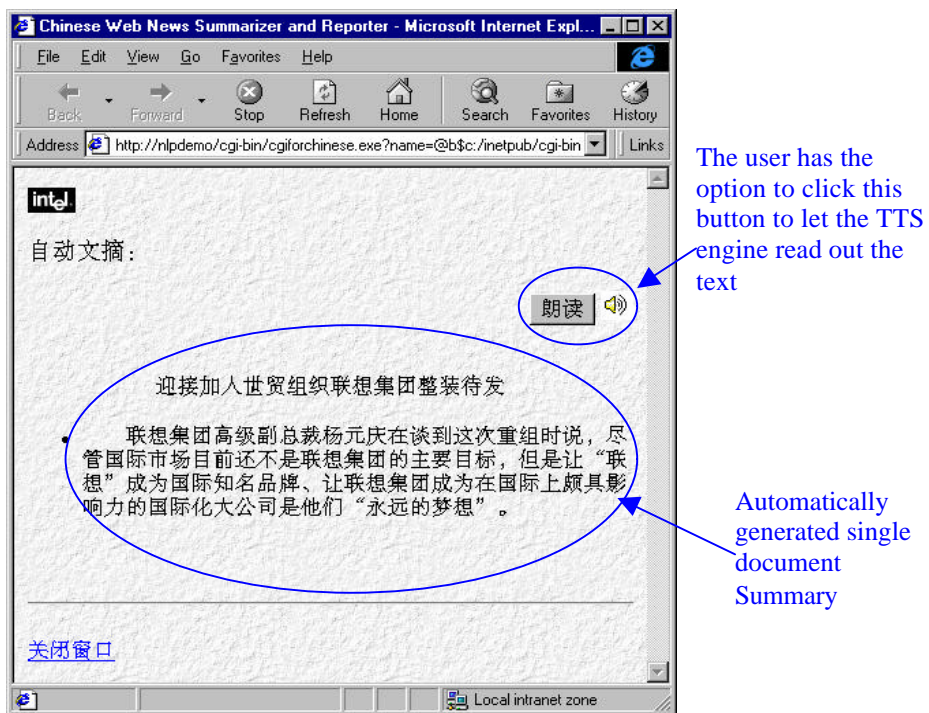 Chinese Web News Summarizer and Reporter - Microsoft Internet Expl...
File Edit View Go Favorites Help
Back Forward Stop Refresh Home Search Favorites History
Address http://nlpdemo/cgi-bin/cgiforchinese.exe?name=@b$c:/inetpub/cgi-bin Links
intel.
自动文摘:
朗读
迎接加入世贸组织联想集团整装待发
联想集团高级副总裁杨元庆在谈到这次重组时说，尽
管国际市场目前还不是联想集团的主要目标，但是让“联
想”成为国际知名品牌、让联想集团成为在国际上颇具影
响力的国际化大公司是他们“永远的梦想”。
关闭窗口
Local intranet zone
The user has the
option to click this
button to let the TTS
engine read out the
text
Automatically
generated single
document
Summary